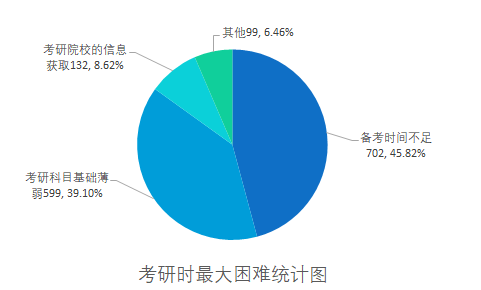 其他99, 6.46%
考研院校的信息
获取132, 8.62%
备考时间不足
702, 45.82%
考研科目基础薄
弱599, 39.10%
考研时最大困难统计图